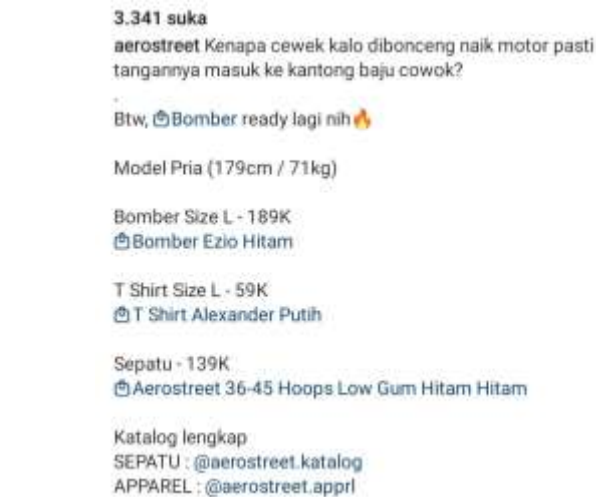 3.341 suka
aerostreet Kenapa cewek kalo dibonceng naik motor pasti
tangannya masuk ke kantong baju cowok?
.
Btw, Bomber ready lagi nih🔥
Model Pria (179cm / 71kg)
Bomber Size L - 189K
Bomber Ezio Hitam
T Shirt Size L - 59K
T Shirt Alexander Putih
Sepatu - 139K
Aerostreet 36-45 Hoops Low Gum Hitam Hitam
Katalog lengkap
SEPATU : @aerostreet.katalog
APPAREL : @aerostreet.apprl